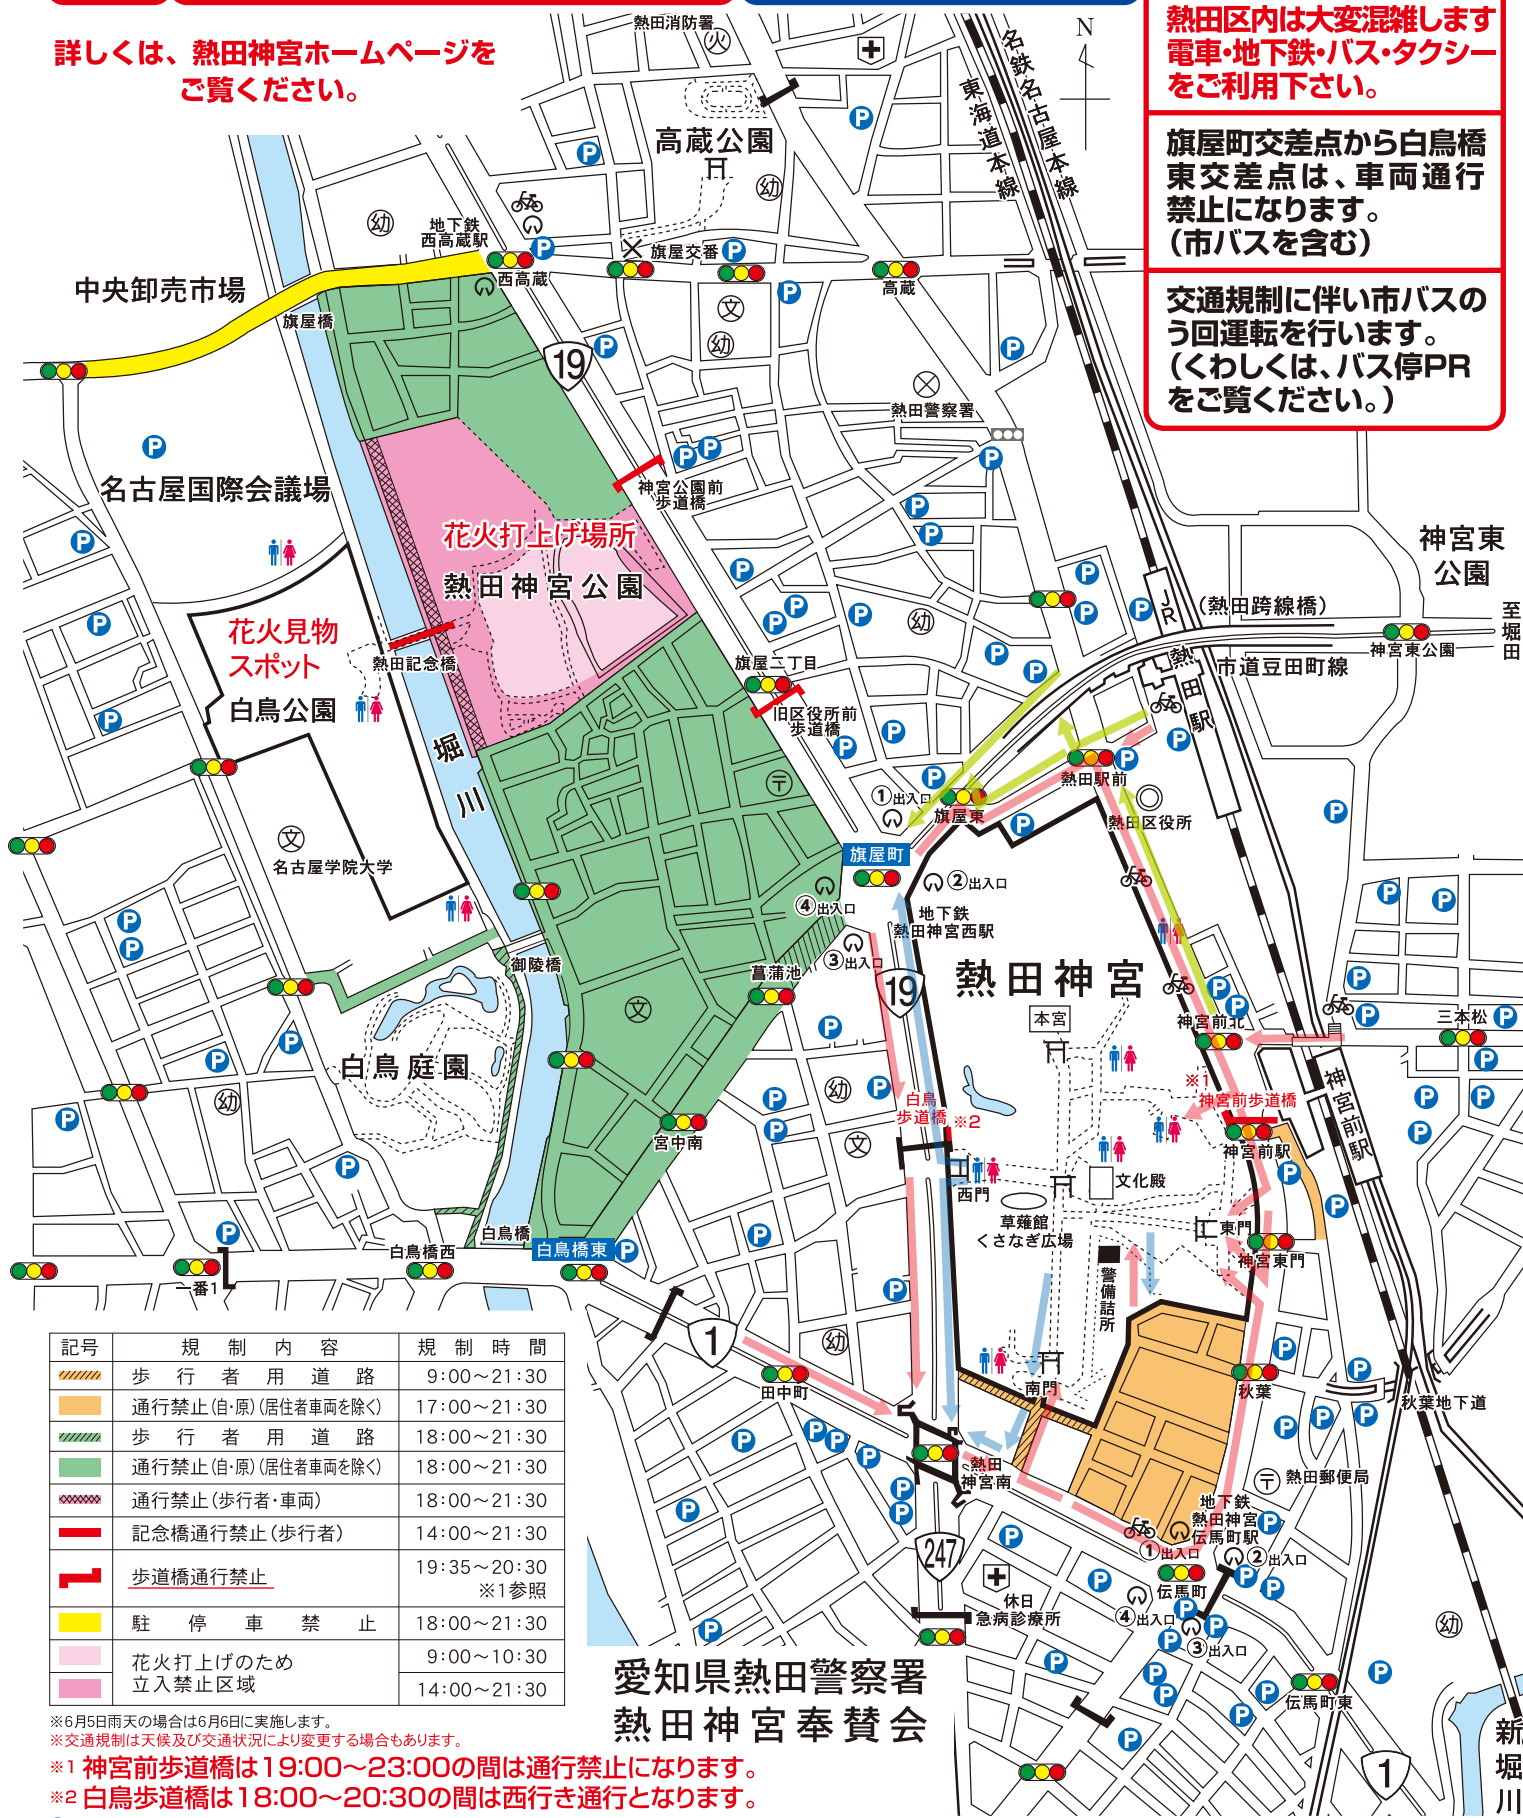 詳しくは、熱田神宮ホームページを
ご覧ください。
熱田区内は大変混雑します
電車・地下鉄・バス・タクシー
をご利用下さい。
旗屋町交差点から白鳥橋
東交差点は、車両通行
禁止になります。
(市バスを含む)
交通規制に伴い市バスの
う回運転を行います。
(くわしくは、バス停PR
をご覧ください。)
熱田消防署
火
N
名鉄名古屋本線
東海道本線
高蔵公園
幼
幼
地下鉄
西高蔵駅
西高蔵
旗屋交番
高蔵
中央卸売市場
旗屋橋
文
幼
19
熱田警察署
名古屋国際会議場
神宮公園前
歩道橋
花火打上げ場所
熱田神宮公園
神宮東
公園
至堀田
JR
(熱田跨線橋)
神宮東公園
市道豆田町線
熱田駅
幼
花火見物
スポット
白鳥公園
熱田記念橋
旗屋二丁目
旧区役所前
歩道橋
堀川
熱田駅前
①出入口
旗屋東
熱田区役所
文
名古屋学院大学
旗屋町
②出入口
④出入口
地下鉄
熱田神宮西駅
③出入口
御陵橋
菖蒲池
19
熱田神宮
文
本宮
神宮前北
自
三本松
白鳥庭園
幼
幼
宮中南
白鳥
歩道橋
※2
※1
神宮前歩道橋
神宮前駅
神宮前駅
文
西門
文化殿
草薙館
くさなぎ広場
東門
神宮東門
白鳥橋
白鳥橋東
白鳥橋西
一番1
警備詰所
1
幼
田中町
南門
秋葉
秋葉地下道
熱田
神宮南
熱田郵便局
地下鉄
熱田神宮
伝馬町駅
①出入口
②出入口
247
伝馬町
休日
急病診療所
④出入口
③出入口
幼
伝馬町東
1
新堀川
記号 規制内容 規制時間
歩行者用道路 9:00〜21:30
通行禁止(自・原)(居住者車両を除く) 17:00〜21:30
歩行者用道路 18:00〜21:30
通行禁止(自・原)(居住者車両を除く) 18:00〜21:30
通行禁止(歩行者・車両) 18:00〜21:30
記念橋通行禁止(歩行者) 14:00〜21:30
歩道橋通行禁止 19:35〜20:30
※1参照
駐停車禁止 18:00〜21:30
花火打上げのため
立入禁止区域
9:00〜10:30
14:00〜21:30
愛知県熱田警察署
熱田神宮奉賛会
※6月5日雨天の場合は6月6日に実施します。
※交通規制は天候及び交通状況により変更する場合もあります。
※1 神宮前歩道橋は19:00〜23:00の間は通行禁止になります。
※2 白鳥歩道橋は18:00〜20:30の間は西行き通行となります。